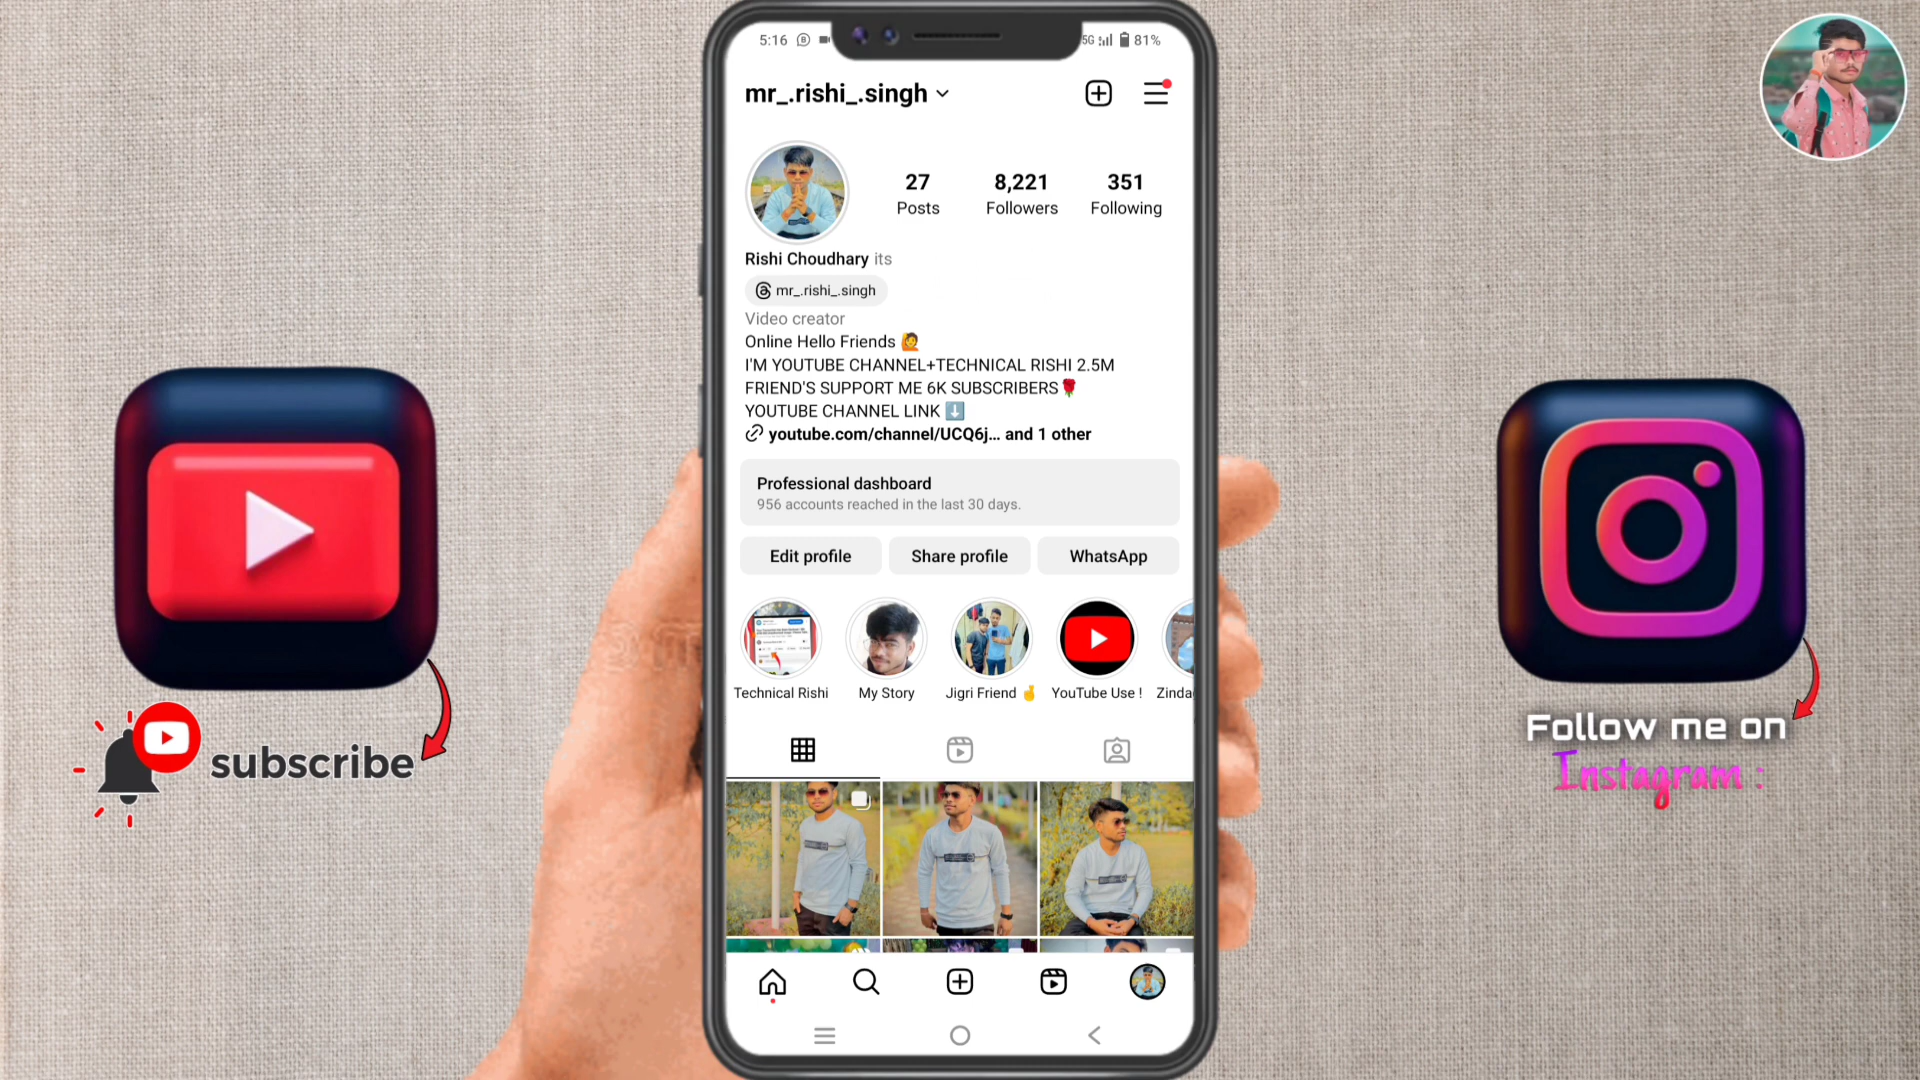 5:16
5G 81%
mr_.rishi_.singh
27
Posts
8,221
Followers
351
Following
Rishi Choudhary its
mr_.rishi_.singh
Video creator
Online Hello Friends 🙋
I'M YOUTUBE CHANNEL+TECHNICAL RISHI 2.5M
FRIEND'S SUPPORT ME 6K SUBSCRIBERS🌹
YOUTUBE CHANNEL LINK ⬇️
youtube.com/channel/UCQ6j... and 1 other
Professional dashboard
956 accounts reached in the last 30 days.
Edit profile
Share profile
WhatsApp
Technical Rishi
My Story
Jigri Friend 🤞
YouTube Use !
Zinda
subscribe
Follow me on
Instagram :